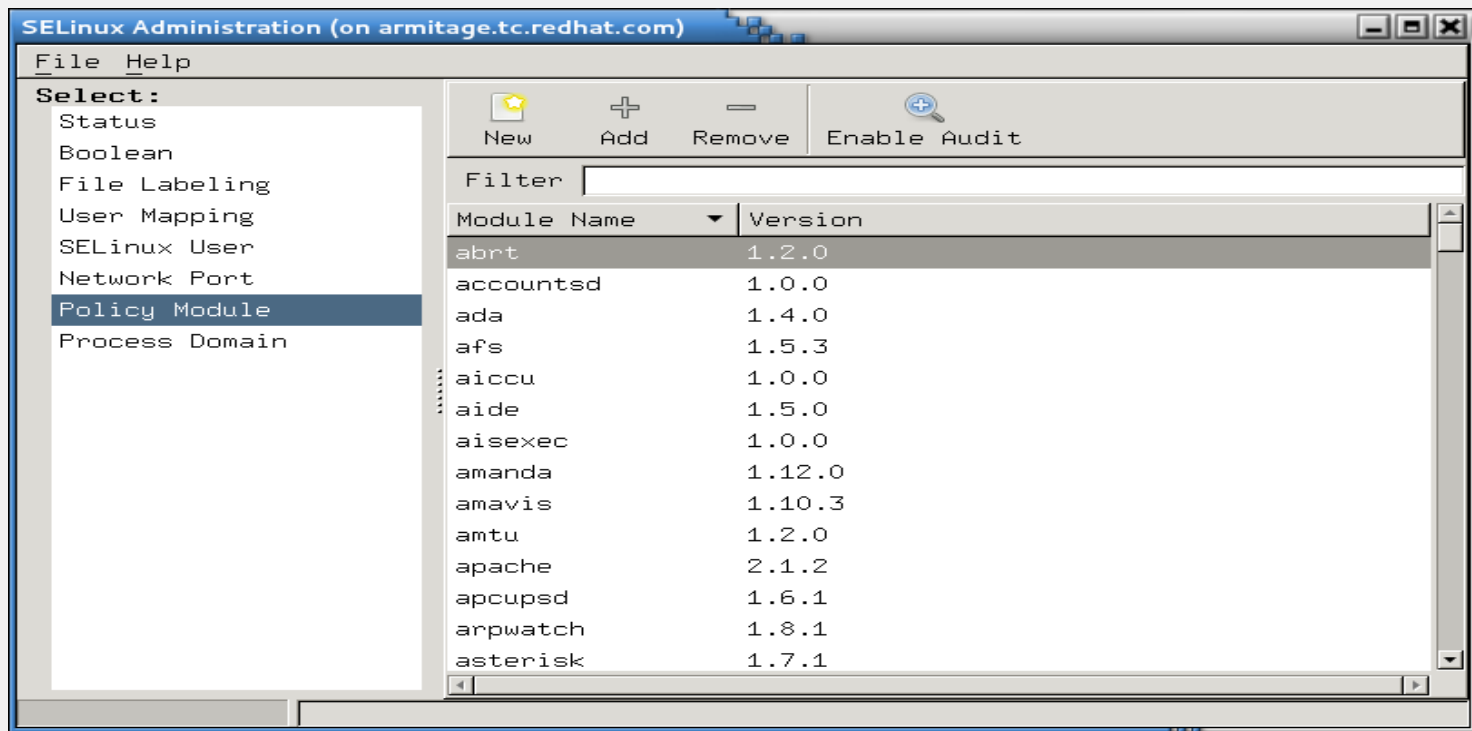 SELinux Administration (on armitage.tc.redhat.com)
File Help
Select:
Status
Boolean
File Labeling
User Mapping
SELinux User
Network Port
Policy Module
Process Domain
New Add Remove Enable Audit
Filter
Module Name Version
abrt 1.2.0
accountsd 1.0.0
ada 1.4.0
afs 1.5.3
aiccu 1.0.0
aide 1.5.0
aisexec 1.0.0
amanda 1.12.0
amavis 1.10.3
amtu 1.2.0
apache 2.1.2
apcupsd 1.6.1
arpwatch 1.8.1
asterisk 1.7.1